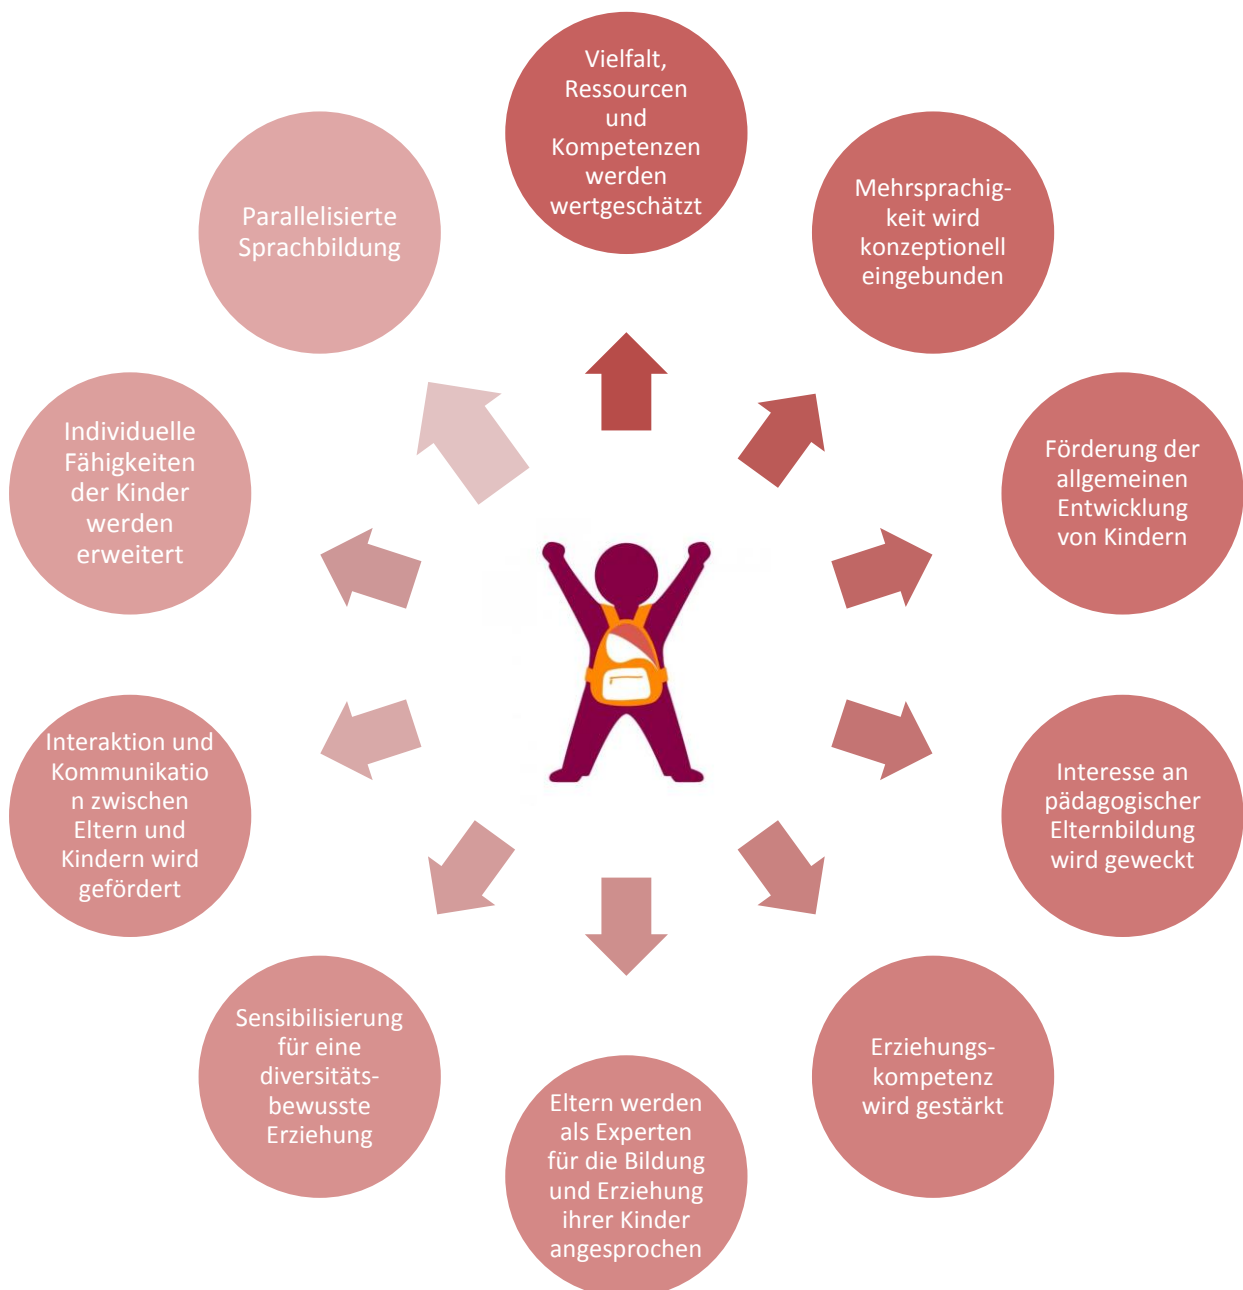 Vielfalt,
Ressourcen
und
Kompetenzen
werden
wertgeschätzt
Mehrsprachig-
keit wird
konzeptionell
eingebunden
Förderung der
allgemeinen
Entwicklung
von Kindern
Interesse an
pädagogischer
Elternbildung
wird geweckt
Erziehungs-
kompetenz
wird gestärkt
Eltern werden
als Experten
für die Bildung
und Erziehung
ihrer Kinder
angesprochen
Sensibilisierung
für eine
diversitäts-
bewusste
Erziehung
Interaktion und
Kommunikatio
n zwischen
Eltern und
Kindern wird
gefördert
Individuelle
Fähigkeiten
der Kinder
werden
erweitert
Parallelisierte
Sprachbildung